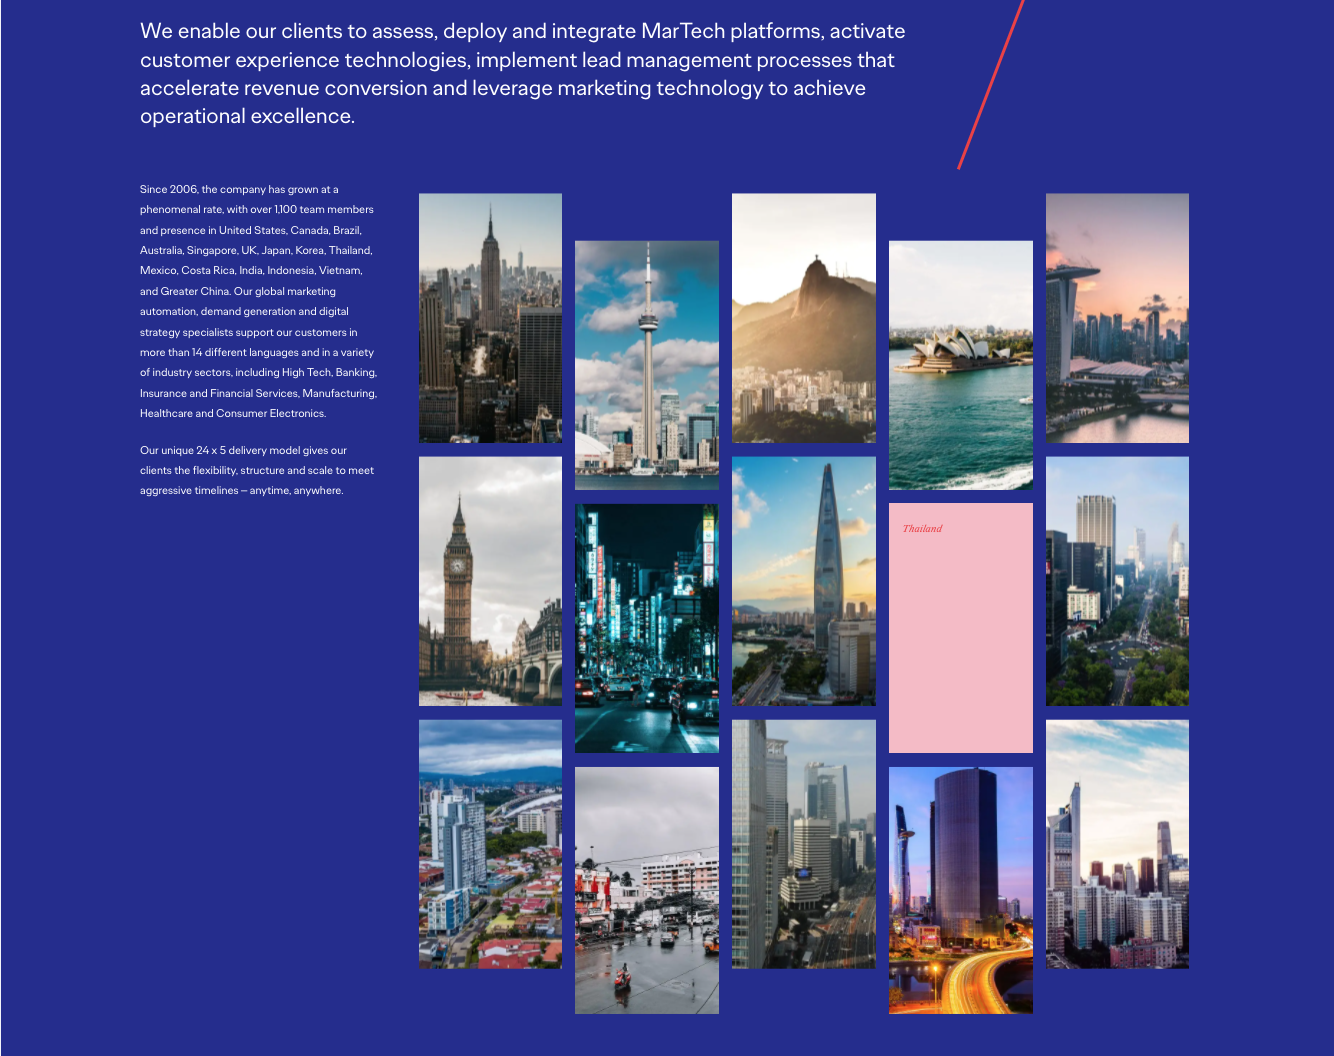 We enable our clients to assess, deploy and integrate MarTech platforms, activate
customer experience technologies, implement lead management processes that
accelerate revenue conversion and leverage marketing technology to achieve
operational excellence.
Since 2006, the company has grown at a
phenomenal rate, with over 1,100 team members
and presence in United States, Canada, Brazil,
Australia, Singapore, UK, Japan, Korea, Thailand,
Mexico, Costa Rica, India, Indonesia, Vietnam,
and Greater China. Our global marketing
automation, demand generation and digital
strategy specialists support our customers in
more than 14 different languages and in a variety
of industry sectors, including High Tech, Banking,
Insurance and Financial Services, Manufacturing,
Healthcare and Consumer Electronics.
Our unique 24 x 5 delivery model gives our
clients the flexibility, structure and scale to meet
aggressive timelines – anytime, anywhere.
Thailand